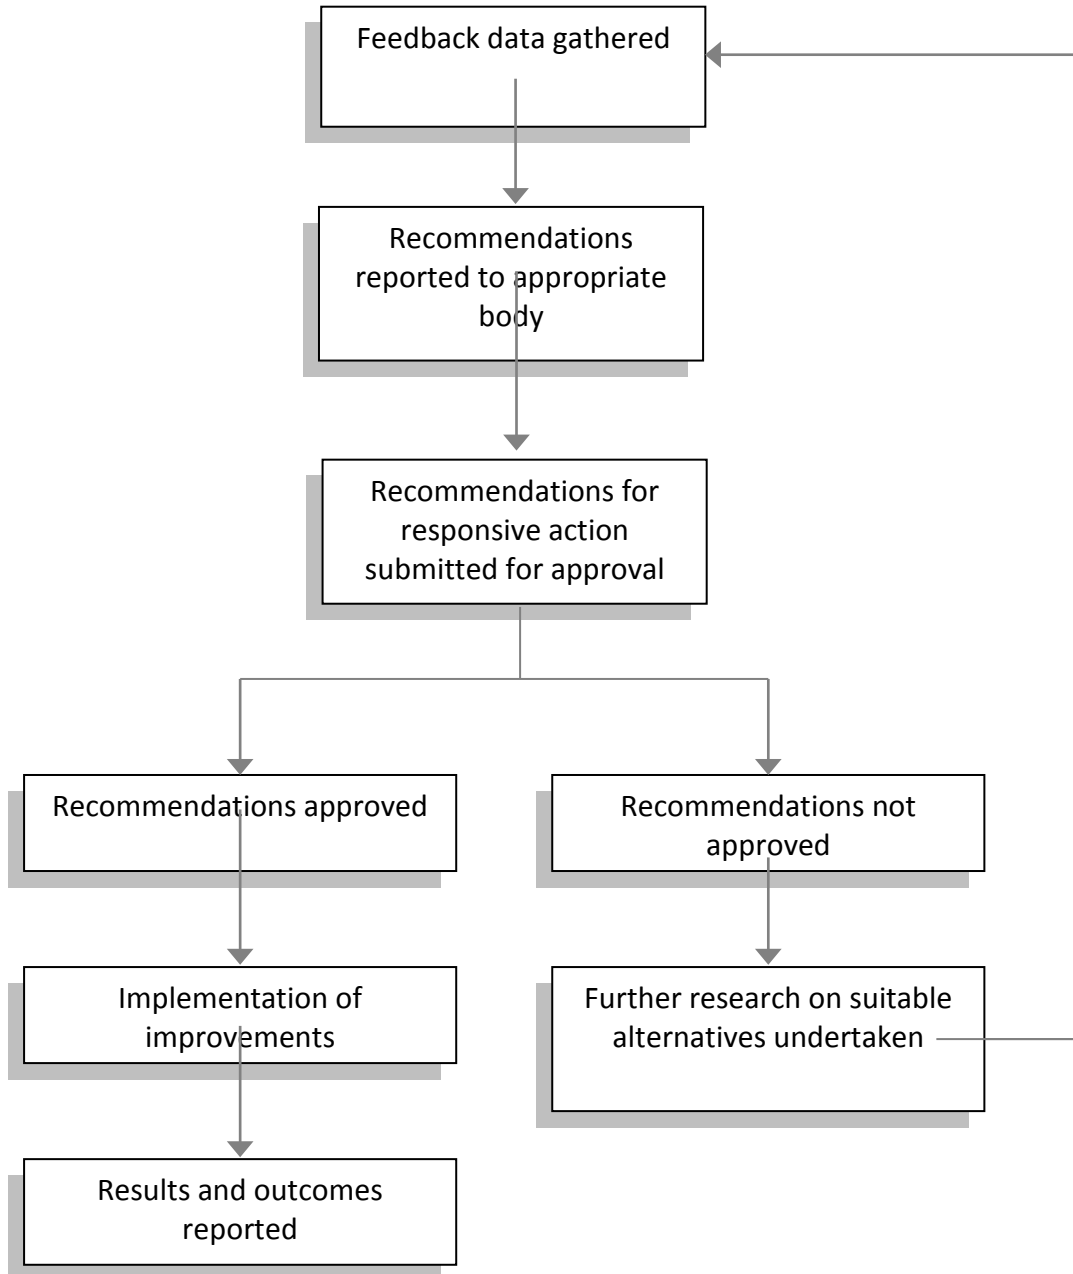 Feedback data gathered
Recommendations
reported to appropriate
body
Recommendations for
responsive action
submitted for approval
Recommendations approved
Recommendations not
approved
Implementation of
improvements
Further research on suitable
alternatives undertaken
Results and outcomes
reported